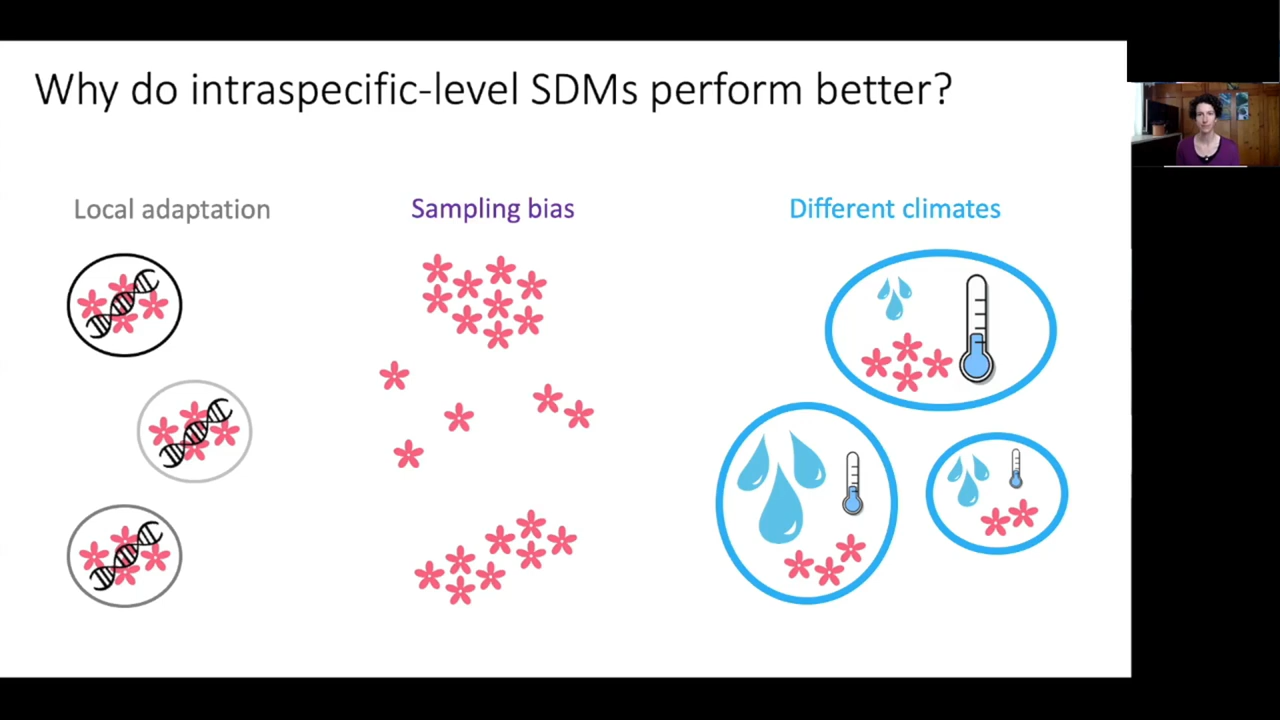 Why do intraspecific-level SDMs perform better?
Local adaptation
Sampling bias
Different climates